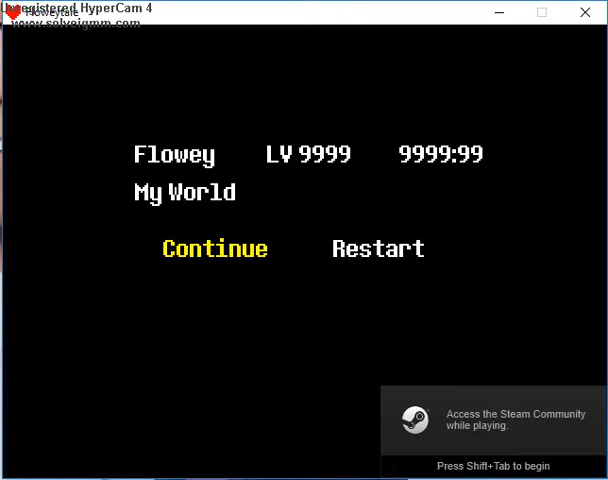 Unregistered HyperCam 4
Floweytale
www.solveigmm.com
Flowey LV 9999 9999:99
My World
Continue Restart
Access the Steam Community
while playing.
Press Shift+Tab to begin